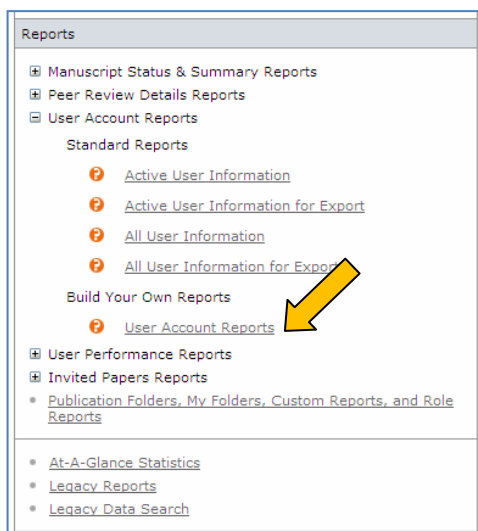 Reports
Manuscript Status & Summary Reports
Peer Review Details Reports
User Account Reports
Standard Reports
Active User Information
Active User Information for Export
All User Information
All User Information for Export
Build Your Own Reports
User Account Reports
User Performance Reports
Invited Papers Reports
Publication Folders, My Folders, Custom Reports, and Role
Reports
At-A-Glance Statistics
Legacy Reports
Legacy Data Search